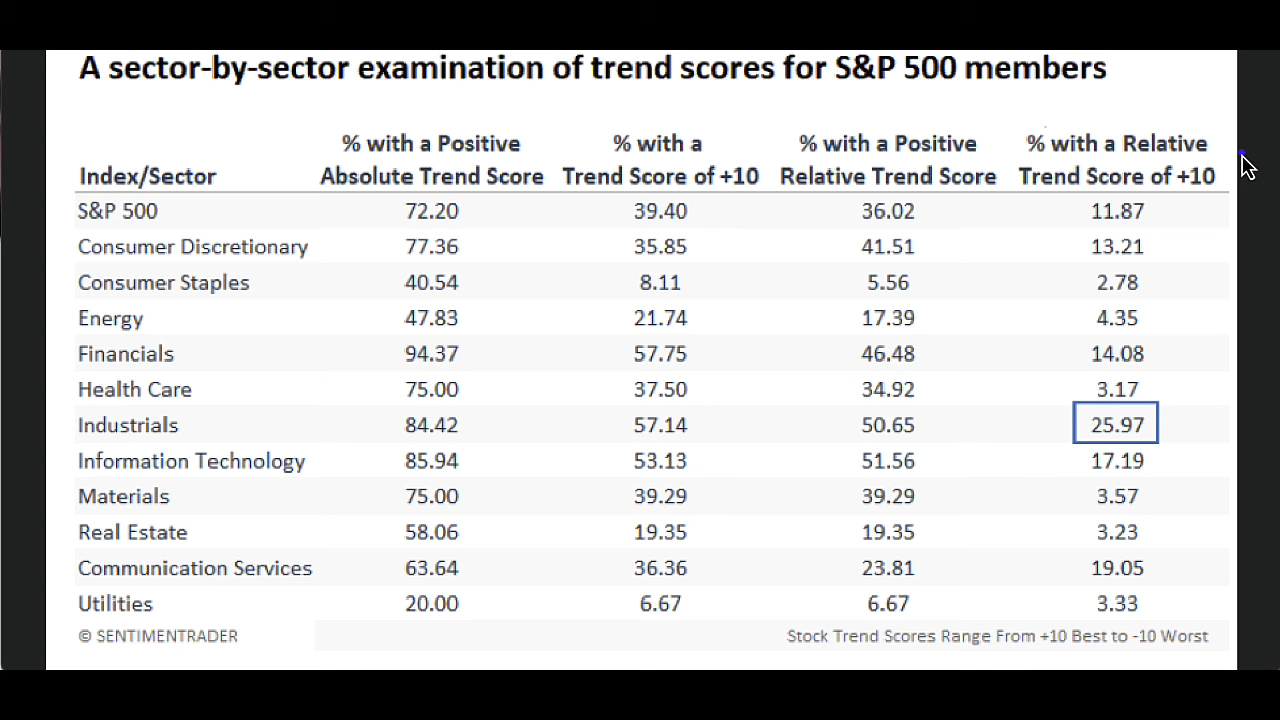 A sector-by-sector examination of trend scores for S&P 500 members
% with a Positive % with a % with a Positive % with a Relative
Index/Sector Absolute Trend Score Trend Score of +10 Relative Trend Score Trend Score of +10
S&P 500 72.20 39.40 36.02 11.87
Consumer Discretionary 77.36 35.85 41.51 13.21
Consumer Staples 40.54 8.11 5.56 2.78
Energy 47.83 21.74 17.39 4.35
Financials 94.37 57.75 46.48 14.08
Health Care 75.00 37.50 34.92 3.17
Industrials 84.42 57.14 50.65 25.97
Information Technology 85.94 53.13 51.56 17.19
Materials 75.00 39.29 39.29 3.57
Real Estate 58.06 19.35 19.35 3.23
Communication Services 63.64 36.36 23.81 19.05
Utilities 20.00 6.67 6.67 3.33
© SENTIMENTRADER Stock Trend Scores Range From +10 Best to -10 Worst